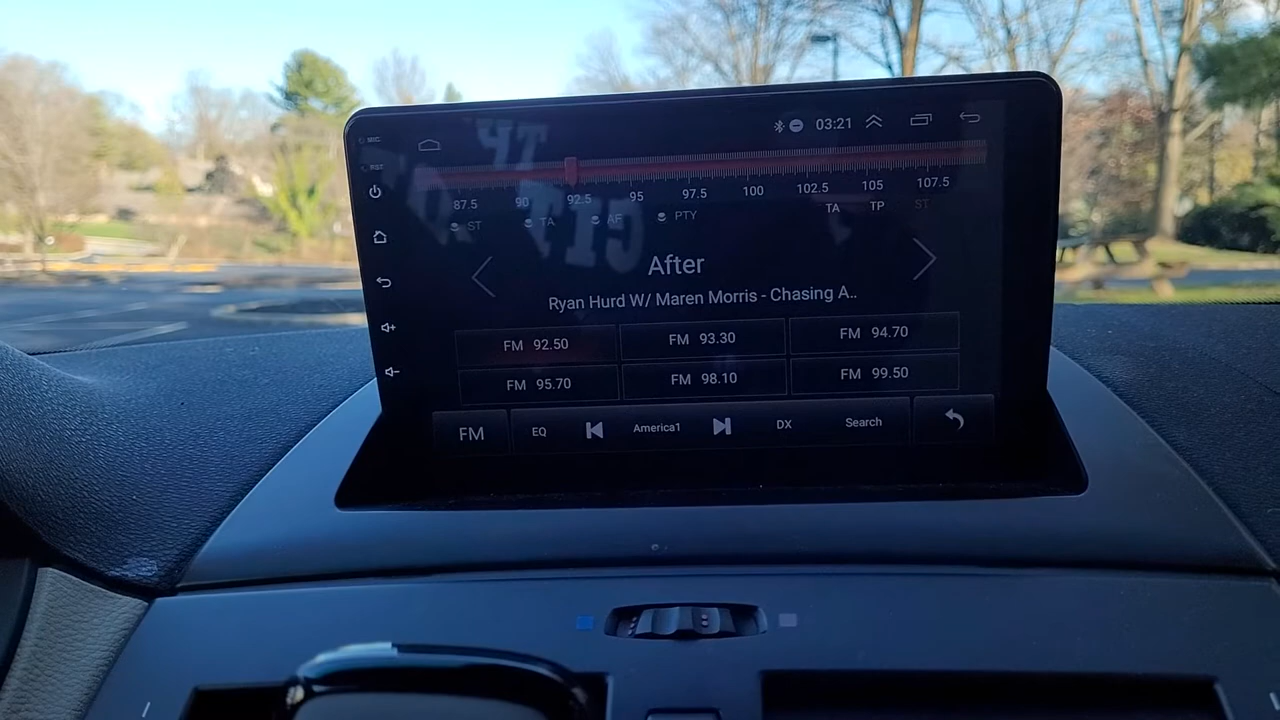 MIC
03:21
RST
87.5 90 92.5 95 97.5 100 102.5 105 107.5
ST TA AF PTY TA TP ST
After
Ryan Hurd W/ Maren Morris - Chasing A..
FM 92.50 FM 93.30 FM 94.70
FM 95.70 FM 98.10 FM 99.50
FM EQ America1 DX Search